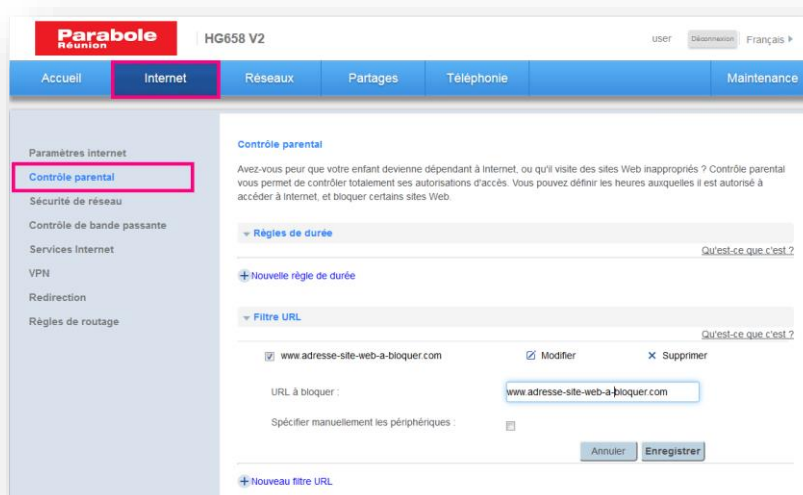 Parabole
Réunion
HG658 V2
user
Déconnexion
Français
Accueil
Internet
Réseaux
Partages
Téléphonie
Maintenance
Paramètres internet
Contrôle parental
Sécurité de réseau
Contrôle de bande passante
Services Internet
VPN
Redirection
Règles de routage
Contrôle parental
Avez-vous peur que votre enfant devienne dépendant à Internet, ou qu'il visite des sites Web inappropriés ? Contrôle parental
vous permet de contrôler totalement ses autorisations d'accès. Vous pouvez définir les heures auxquelles il est autorisé à
accéder à Internet, et bloquer certains sites Web.
Règles de durée
Qu'est-ce que c'est ?
Nouvelle règle de durée
Filtre URL
Qu'est-ce que c'est ?
www.adresse-site-web-a-bloquer.com
Modifier
Supprimer
URL à bloquer :
www.adresse-site-web-a-bloquer.com
Spécifier manuellement les périphériques :
Annuler
Enregistrer
Nouveau filtre URL